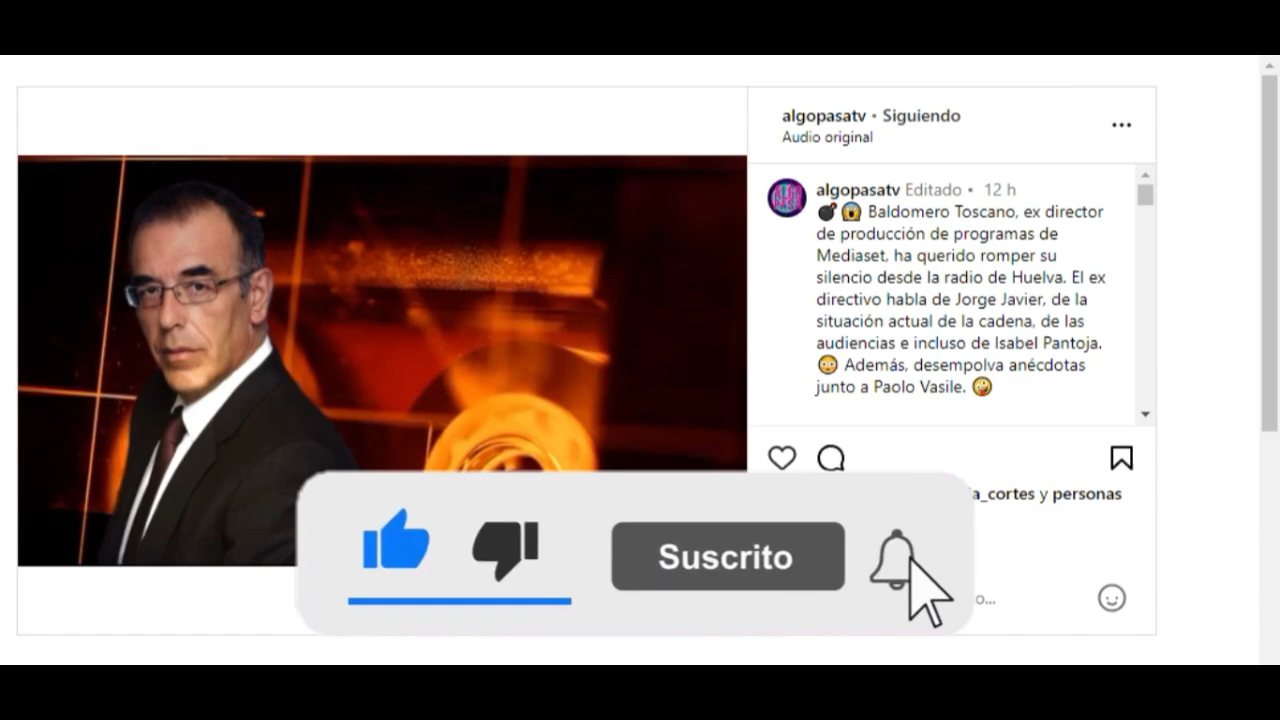 algopasatv • Siguiendo
Audio original
algopasatv Editado • 12 h
💣😱 Baldomero Toscano, ex director
de producción de programas de
Mediaset, ha querido romper su
silencio desde la radio de Huelva. El ex
directivo habla de Jorge Javier, de la
situación actual de la cadena, de las
audiencias e incluso de Isabel Pantoja.
😳 Además, desempolva anécdotas
junto a Paolo Vasile. 🤪
a_cortes y personas
Suscrito
o...